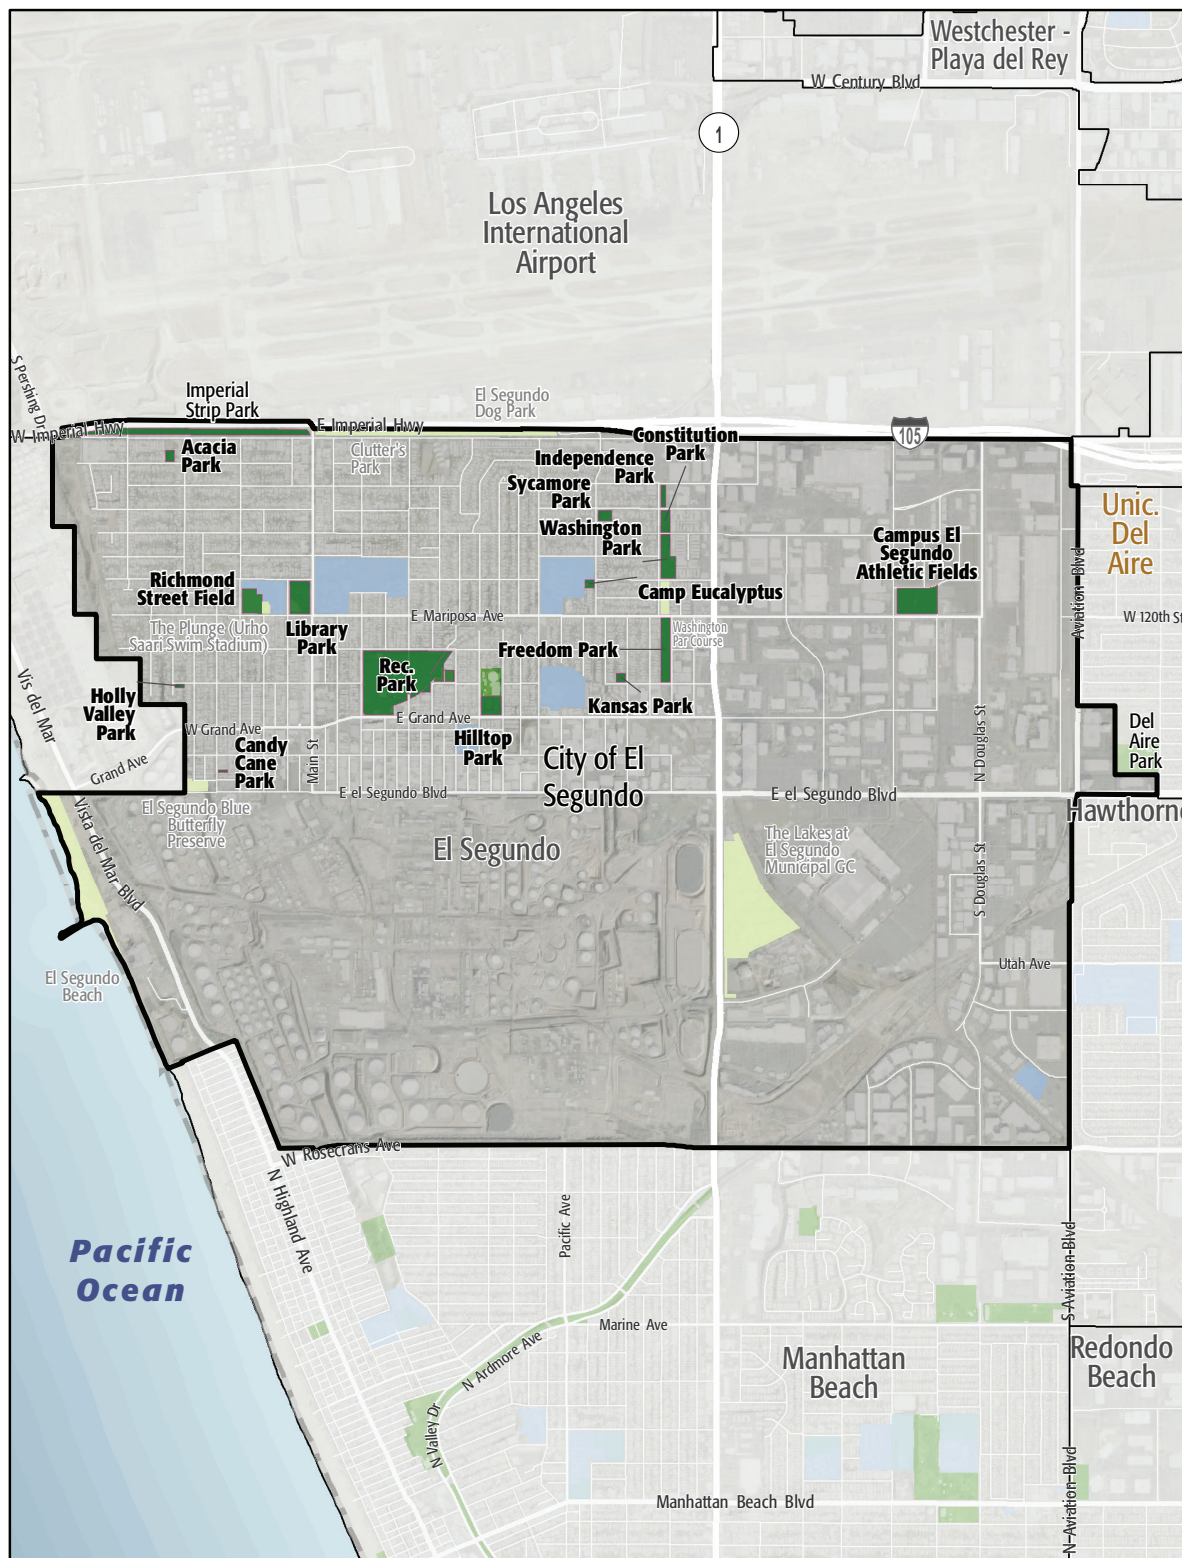 Westchester -
Playa del Rey
W Century Blvd
1
Los Angeles
International
Airport
S Pershing Dr
Imperial
Strip Park
El Segundo
Dog Park
W Imperial Hwy
E Imperial Hwy
105
Constitution
Park
Acacia
Park
Clutter's
Park
Independence
Park
Sycamore
Park
Washington
Park
Unic.
Del
Aire
Campus El
Segundo
Athletic Fields
Aviation Blvd
Richmond
Street Field
Camp Eucalyptus
E Mariposa Ave
W 120th St
The Plunge (Urho
Saari Swim Stadium)
Library
Park
Washington
Par Course
Freedom Park
Rec.
Park
Vis del Mar
Holly
Valley
Park
Kansas Park
W Grand Ave
E Grand Ave
N Douglas St
Del
Aire
Park
Candy
Cane
Park
Main St
Hilltop
Park
City of El
Segundo
Grand Ave
E el Segundo Blvd
E el Segundo Blvd
Hawthorne
El Segundo Blue
Butterfly
Preserve
Vista del Mar Blvd
El Segundo
The Lakes at
El Segundo
Municipal GC
S Douglas St
Utah Ave
El Segundo
Beach
W Rosecrans Ave
N Highland Ave
Pacific Ave
Pacific
Ocean
S Aviation Blvd
Marine Ave
N Ardmore Ave
Manhattan
Beach
Redondo
Beach
N Valley Dr
Manhattan Beach Blvd
N Aviation Blvd